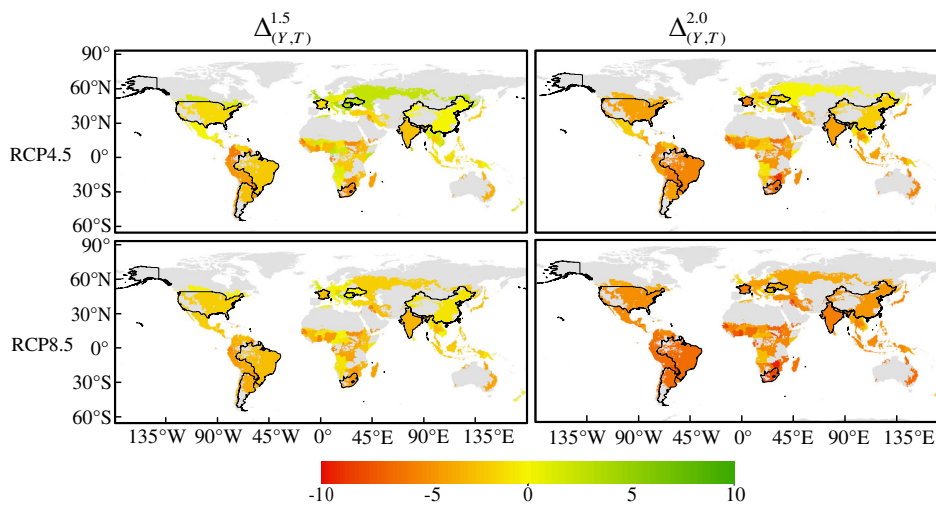 Δ(Y,T)^1.5 Δ(Y,T)^2.0
90°
60°N
30°N
RCP4.5 0°
30°S
60°S
90°
60°N
30°N
RCP8.5 0°
30°S
60°S
135°W 90°W 45°W 0° 45°E 90°E 135°E 135°W 90°W 45°W 0° 45°E 90°E 135°E
-10 -5 0 5 10